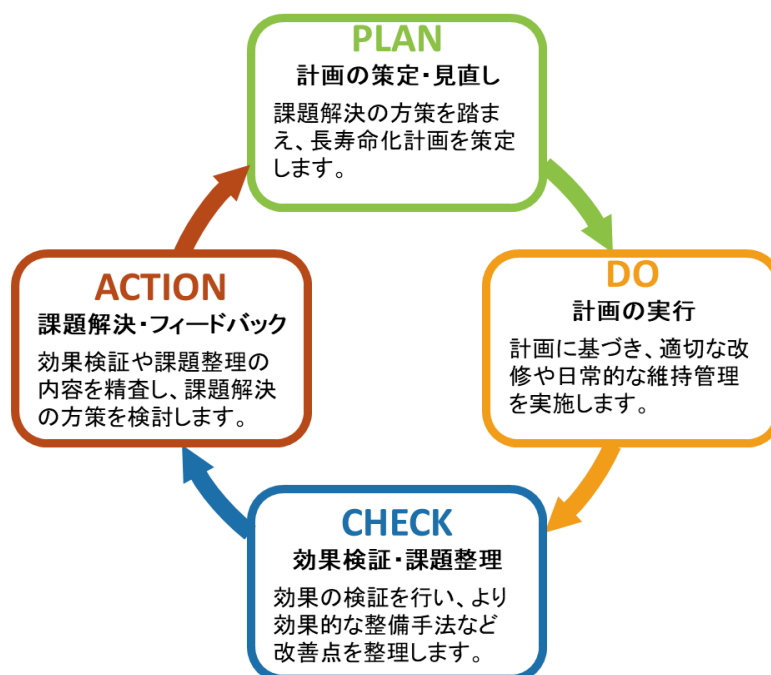 PLAN
計画の策定・見直し
課題解決の方策を踏ま
え、長寿命化計画を策定
します。
DO
計画の実行
計画に基づき、適切な改
修や日常的な維持管理
を実施します。
CHECK
効果検証・課題整理
効果の検証を行い、より
効果的な整備手法など
改善点を整理します。
ACTION
課題解決・フィードバック
効果検証や課題整理の
内容を精査し、課題解決
の方策を検討します。